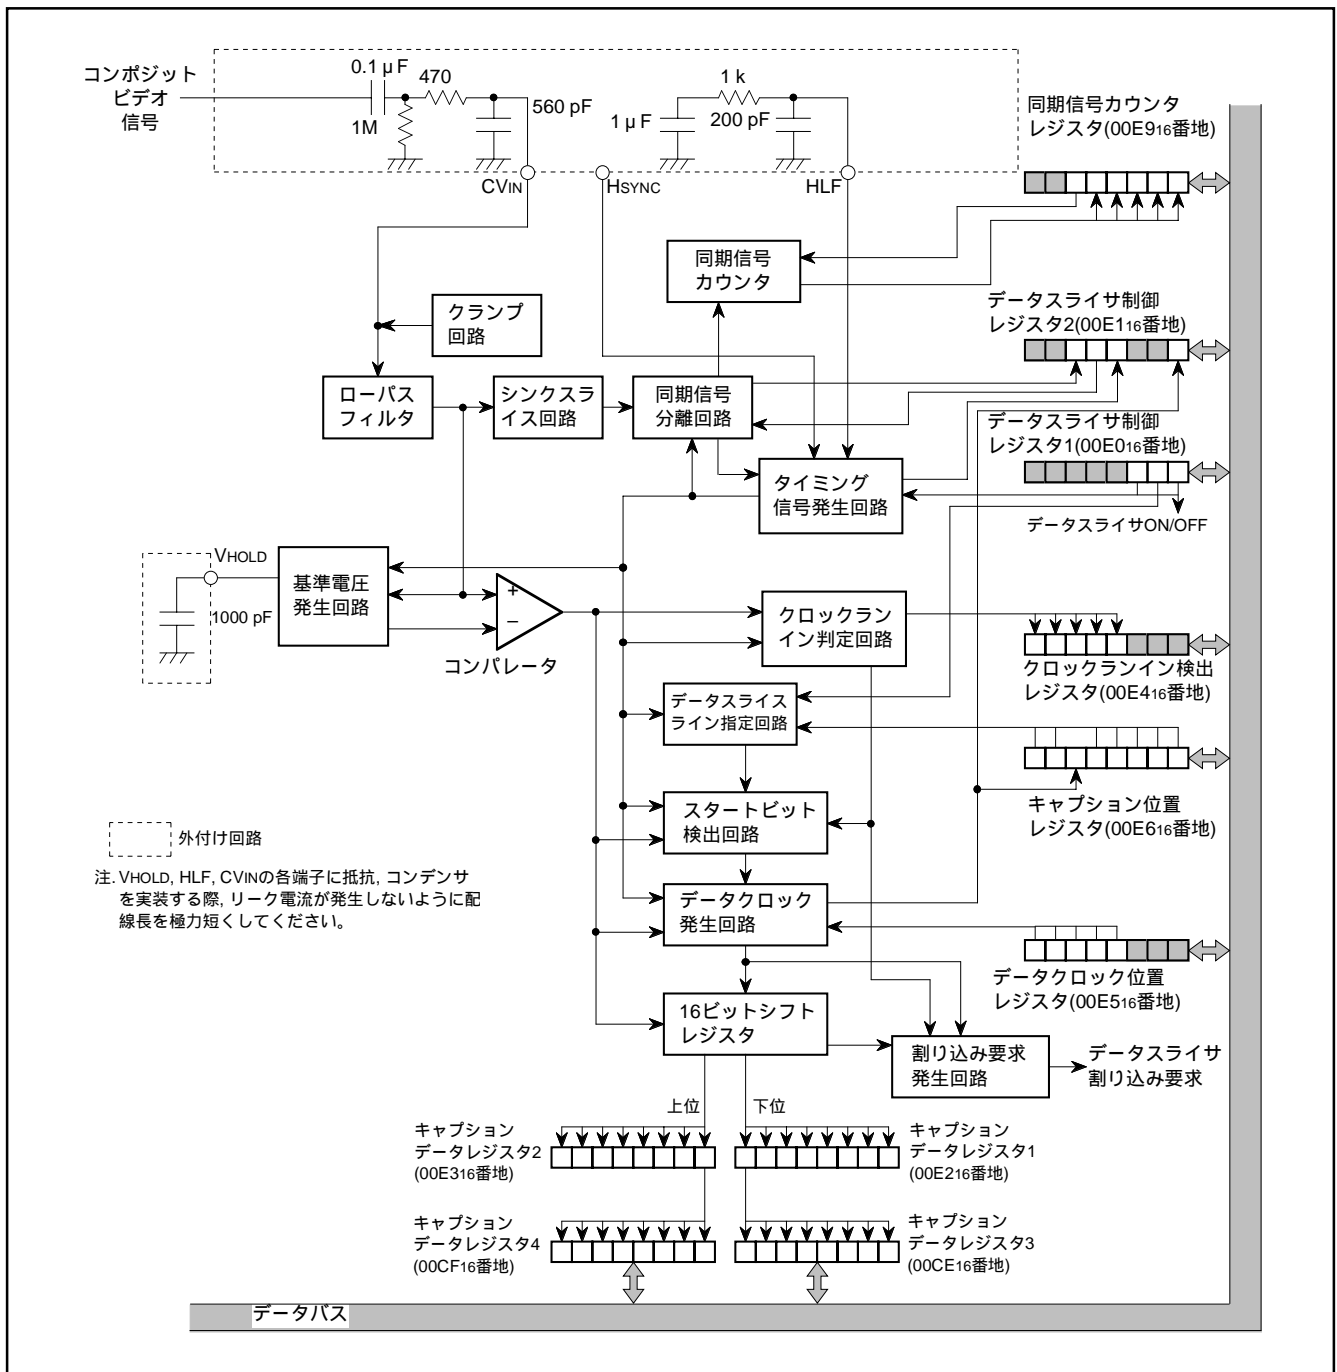 コンポジット
ビデオ
信号
0.1 μF
470
1M
560 pF
1 k
1 μF
200 pF
CVIN
HSYNC
HLF
同期信号カウンタ
レジスタ(00E916番地)
同期信号
カウンタ
クランプ
回路
データスライサ制御
レジスタ2(00E116番地)
ローパス
フィルタ
シンクスラ
イス回路
同期信号
分離回路
データスライサ制御
レジスタ1(00E016番地)
タイミング
信号発生回路
データスライサON/OFF
VHOLD
1000 pF
基準電圧
発生回路
+
−
コンパレータ
クロックラン
イン判定回路
クロックランイン検出
レジスタ(00E416番地)
データスライス
ライン指定回路
キャプション位置
レジスタ(00E616番地)
スタートビット
検出回路
外付け回路
注. VHOLD, HLF, CVINの各端子に抵抗, コンデンサ
を実装する際, リーク電流が発生しないように配
線長を極力短くしてください。
データクロック
発生回路
データクロック位置
レジスタ(00E516番地)
16ビットシフト
レジスタ
割り込み要求
発生回路
データスライサ
割り込み要求
上位
下位
キャプション
データレジスタ2
(00E316番地)
キャプション
データレジスタ1
(00E216番地)
キャプション
データレジスタ4
(00CF16番地)
キャプション
データレジスタ3
(00CE16番地)
データバス